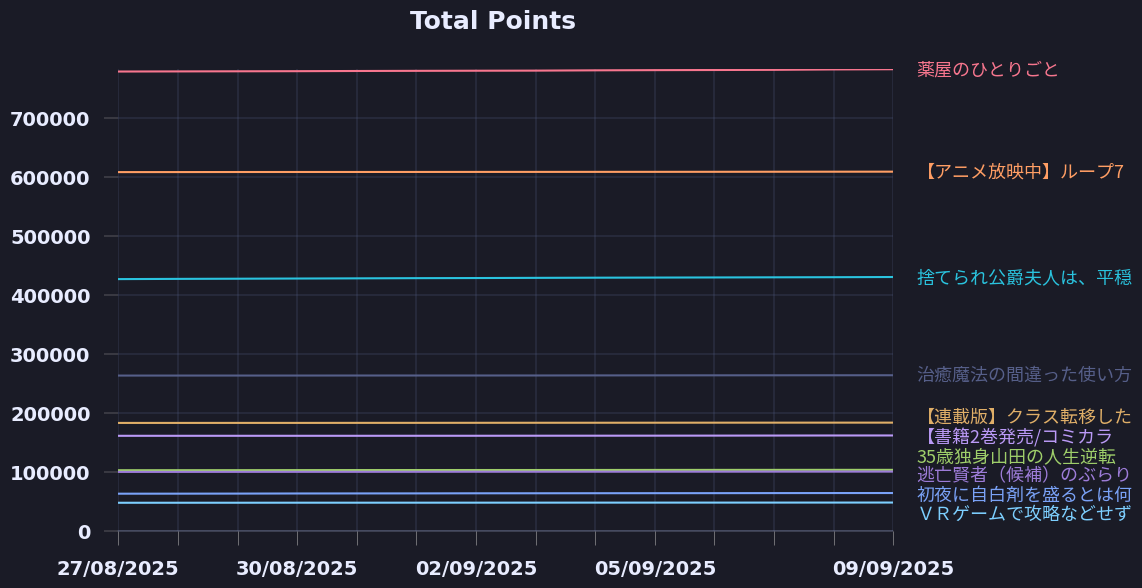 Total Points
薬屋のひとりごと
700000
【アニメ放映中】ループ7
600000
500000
捨てられ公爵夫人は、平穏
400000
300000
治癒魔法の間違った使い方
200000
【連載版】クラス転移した
【書籍2巻発売/コミカラ
35歳独身山田の人生逆転
100000
逃亡賢者（候補）のぶらり
初夜に自白剤を盛るとは何
ＶＲゲームで攻略などせず
0
27/08/2025
30/08/2025
02/09/2025
05/09/2025
09/09/2025